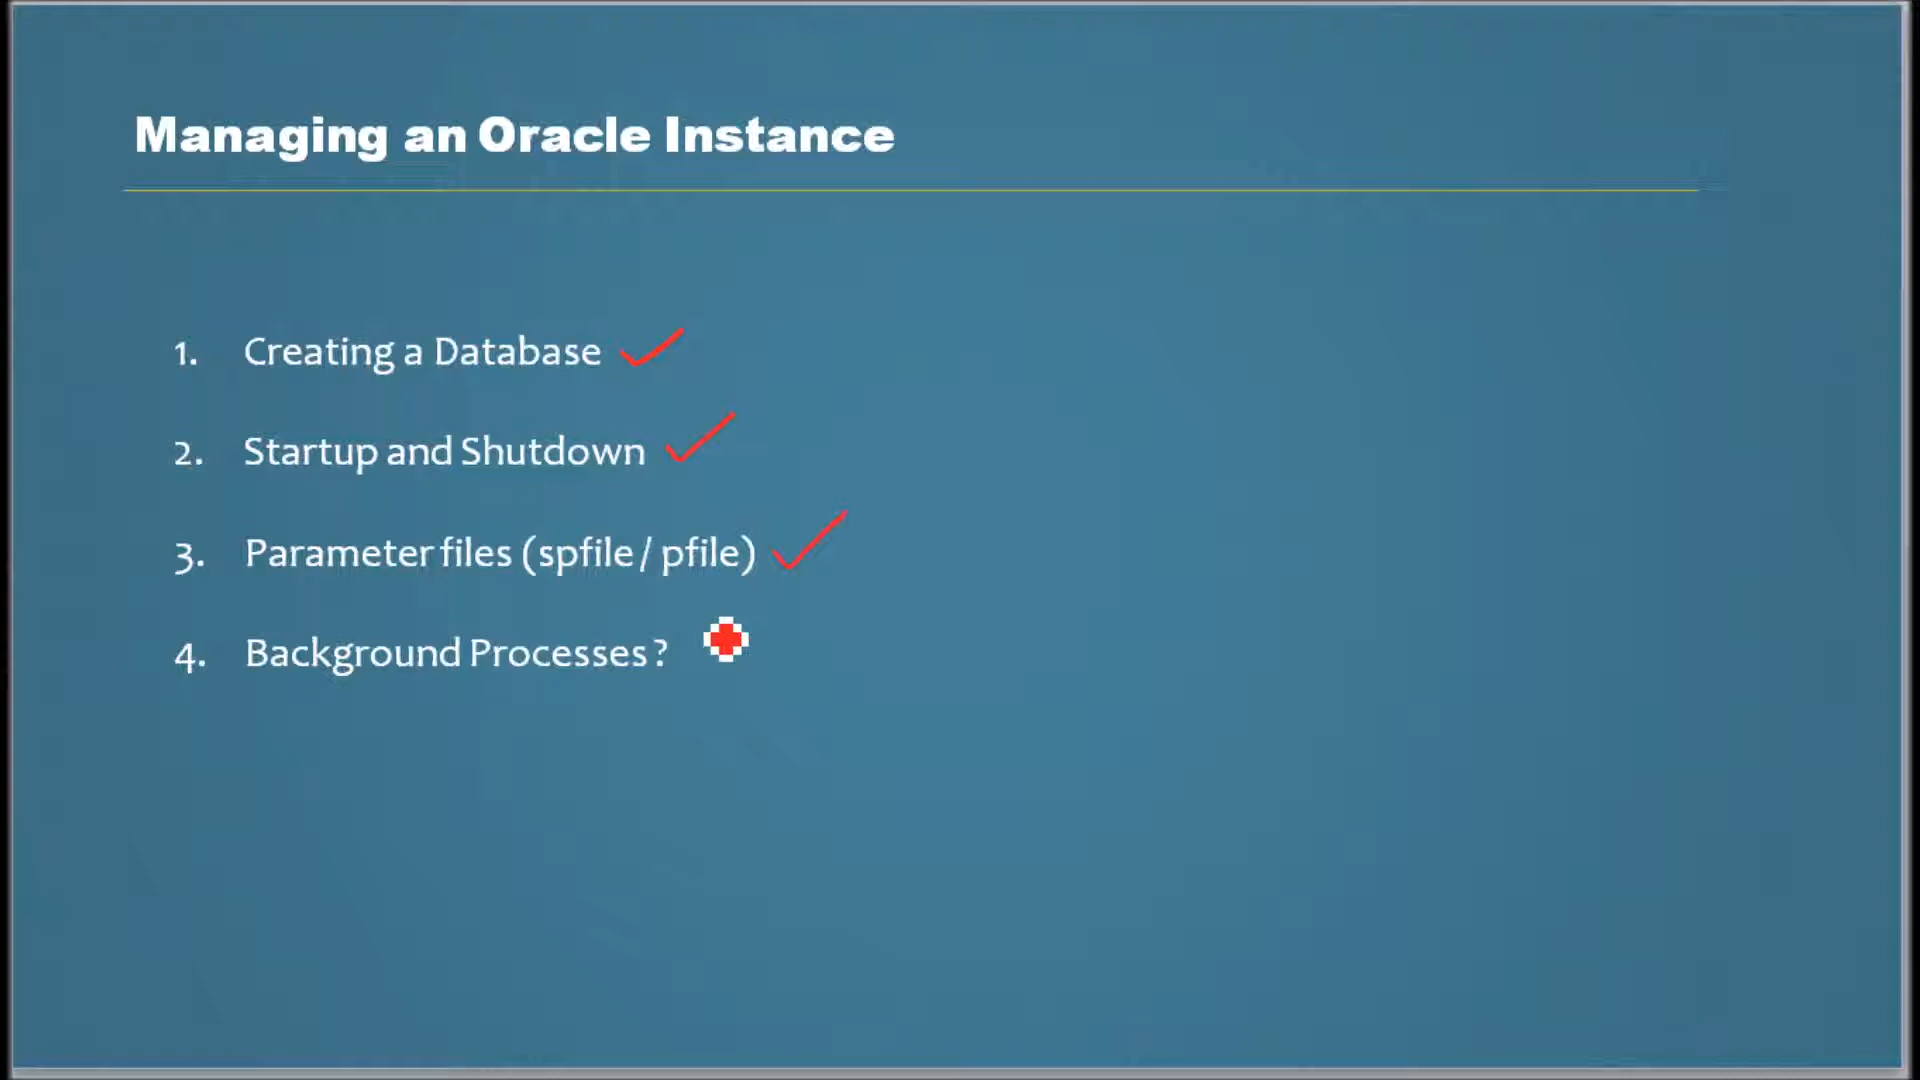 Managing an Oracle Instance
1. Creating a Database
2. Startup and Shutdown
3. Parameter files (spfile / pfile)
4. Background Processes?